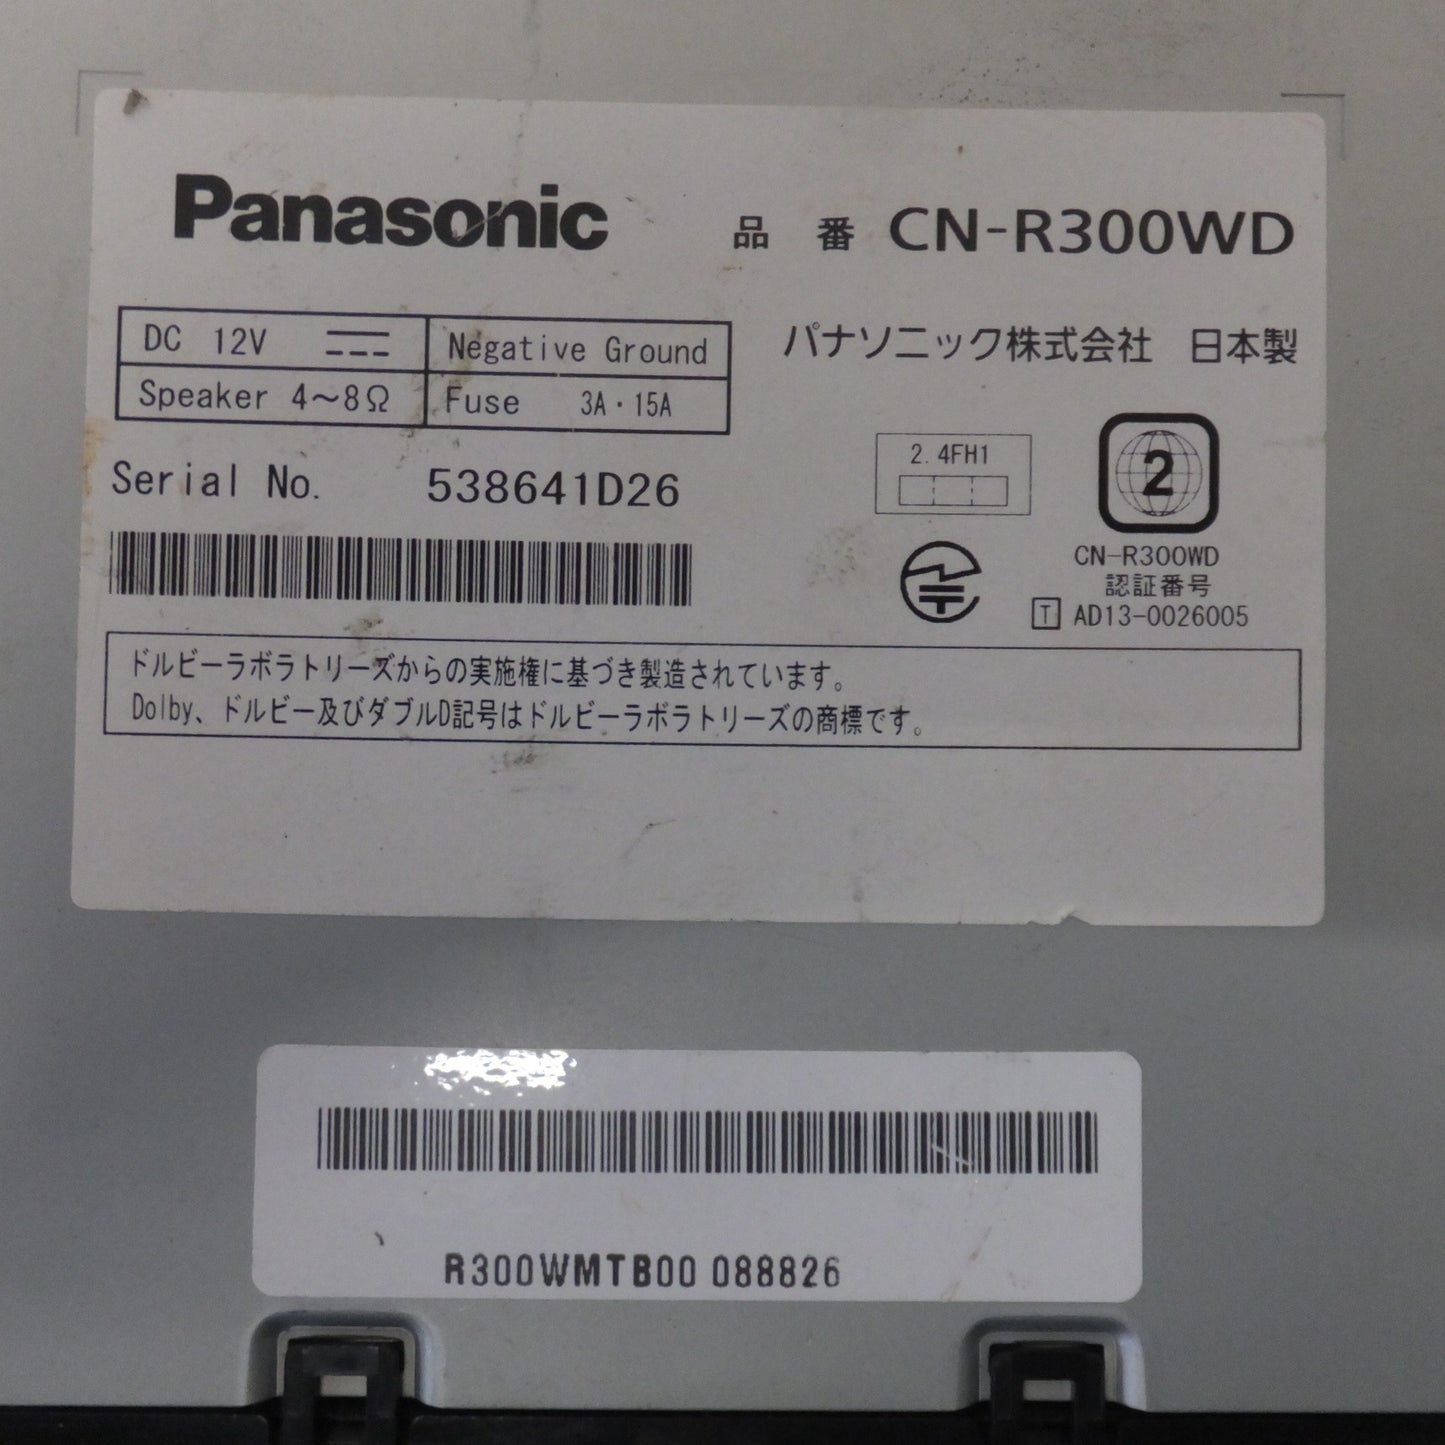 Panasonic
品 番 CN-R300WD
DC 12V
Negative Ground
Speaker 4～8Ω
Fuse 3A・15A
パナソニック株式会社 日本製
Serial No. 538641D26
2.4FH1
2
CN-R300WD
認証番号
T AD13-0026005
ドルビーラボラトリーズからの実施権に基づき製造されています。
Dolby、ドルビー及びダブルD記号はドルビーラボラトリーズの商標です。
R300WMTB00 088826